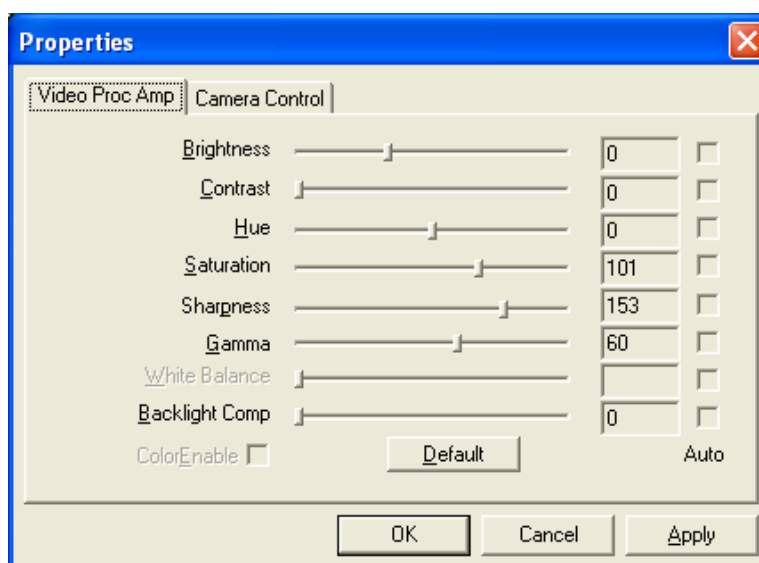 Properties
Video Proc Amp Camera Control
Brightness 0
Contrast 0
Hue 0
Saturation 101
Sharpness 153
Gamma 60
White Balance
Backlight Comp 0
ColorEnable Default Auto
OK Cancel Apply